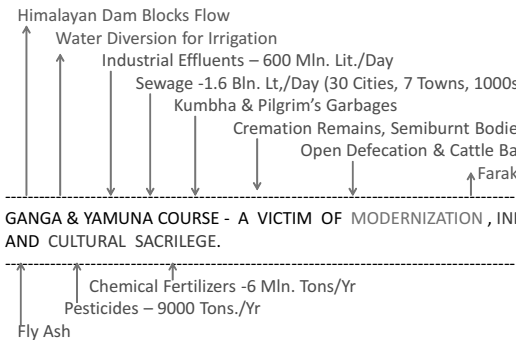 Himalayan Dam Blocks Flow
Water Diversion for Irrigation
Industrial Effluents – 600 Mln. Lit./Day
Sewage -1.6 Bln. Lt,/Day (30 Cities, 7 Towns, 1000s
Kumbha & Pilgrim’s Garbages
Cremation Remains, Semiburnt Bodie
Open Defecation & Cattle Ba
Farak
GANGA & YAMUNA COURSE - A VICTIM OF MODERNIZATION , IN
AND CULTURAL SACRILEGE.
Chemical Fertilizers -6 Mln. Tons/Yr
Pesticides – 9000 Tons./Yr
Fly Ash